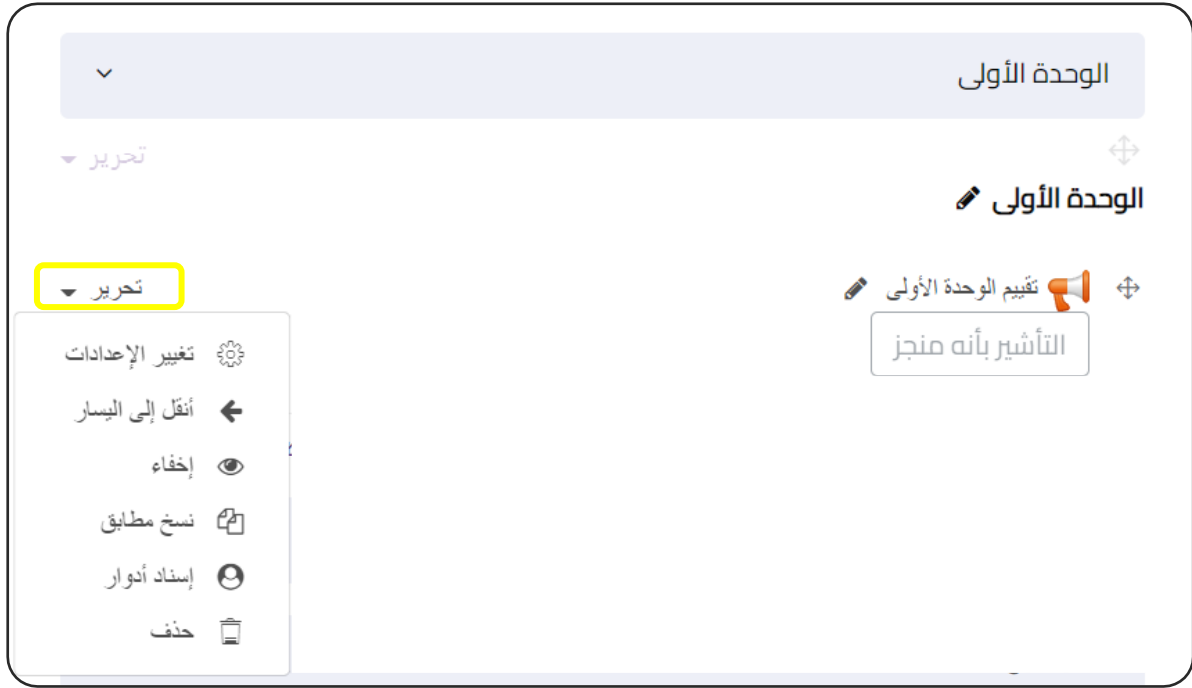 الوحدة الأولى
تحرير
الوحدة الأولى
تقييم الوحدة الأولى
تحرير
التأشير بأنه منجز
تغيير الإعدادات
أنقل إلى اليسار
إخفاء
نسخ مطابق
إسناد أدوار
حذف